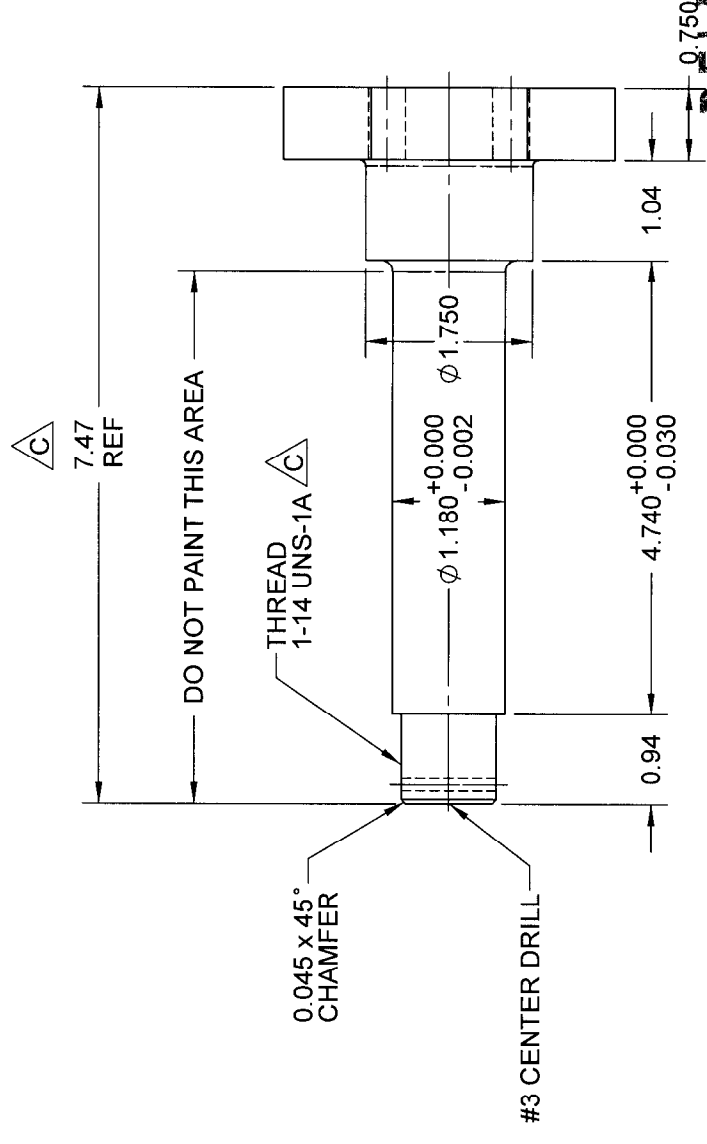 C
7.47
REF
DO NOT PAINT THIS AREA
THREAD
1-14 UNS-1A C
0.045 x 45°
CHAMFER
#3 CENTER DRILL
Ø1.180 +0.000
-0.002
Ø1.750
0.94
4.740 +0.000
-0.030
1.04
0.750